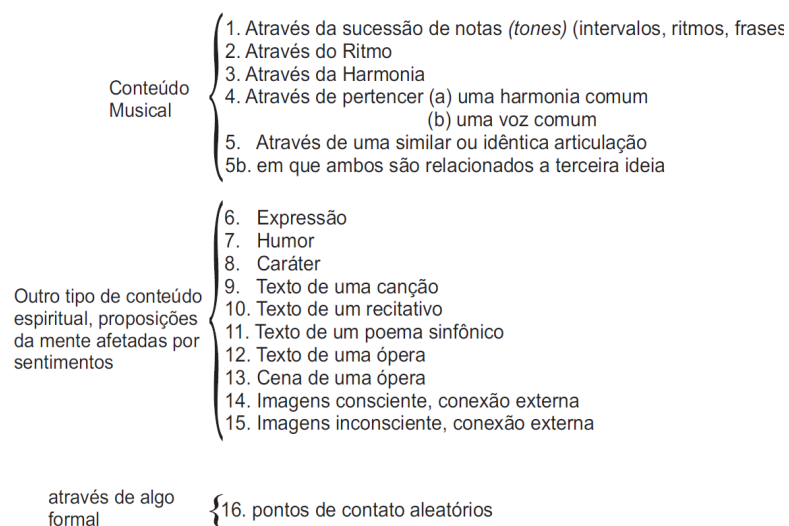 Conteúdo
Musical
1. Através da sucessão de notas (tones) (intervalos, ritmos, frases
2. Através do Ritmo
3. Através da Harmonia
4. Através de pertencer (a) uma harmonia comum
(b) uma voz comum
5. Através de uma similar ou idêntica articulação
5b. em que ambos são relacionados a terceira ideia
Outro tipo de conteúdo
espiritual, proposições
da mente afetadas por
sentimentos
6. Expressão
7. Humor
8. Caráter
9. Texto de uma canção
10. Texto de um recitativo
11. Texto de um poema sinfônico
12. Texto de uma ópera
13. Cena de uma ópera
14. Imagens consciente, conexão externa
15. Imagens inconsciente, conexão externa
através de algo
formal
16. pontos de contato aleatórios